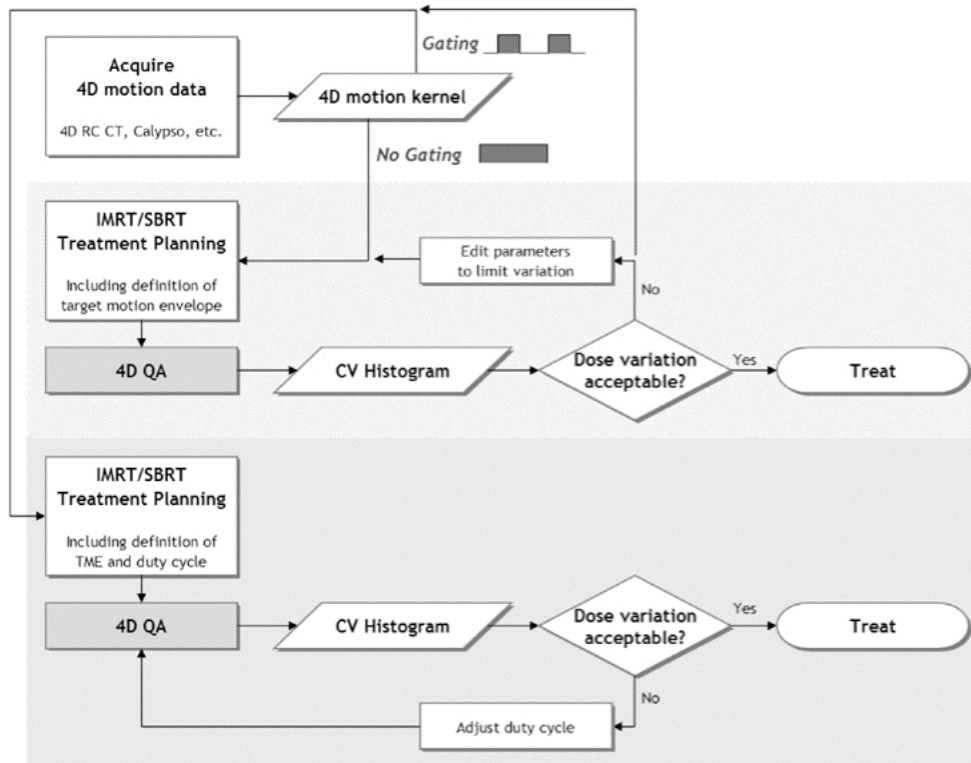 Gating
Acquire
4D motion data
4D RC CT, Calypso, etc.
4D motion kernel
No Gating
IMRT/SBRT
Treatment Planning
Including definition of
target motion envelope
Edit parameters
to limit variation
No
4D QA
CV Histogram
Dose variation
acceptable?
Yes
Treat
IMRT/SBRT
Treatment Planning
Including definition of
TME and duty cycle
4D QA
CV Histogram
Dose variation
acceptable?
Yes
Treat
No
Adjust duty cycle